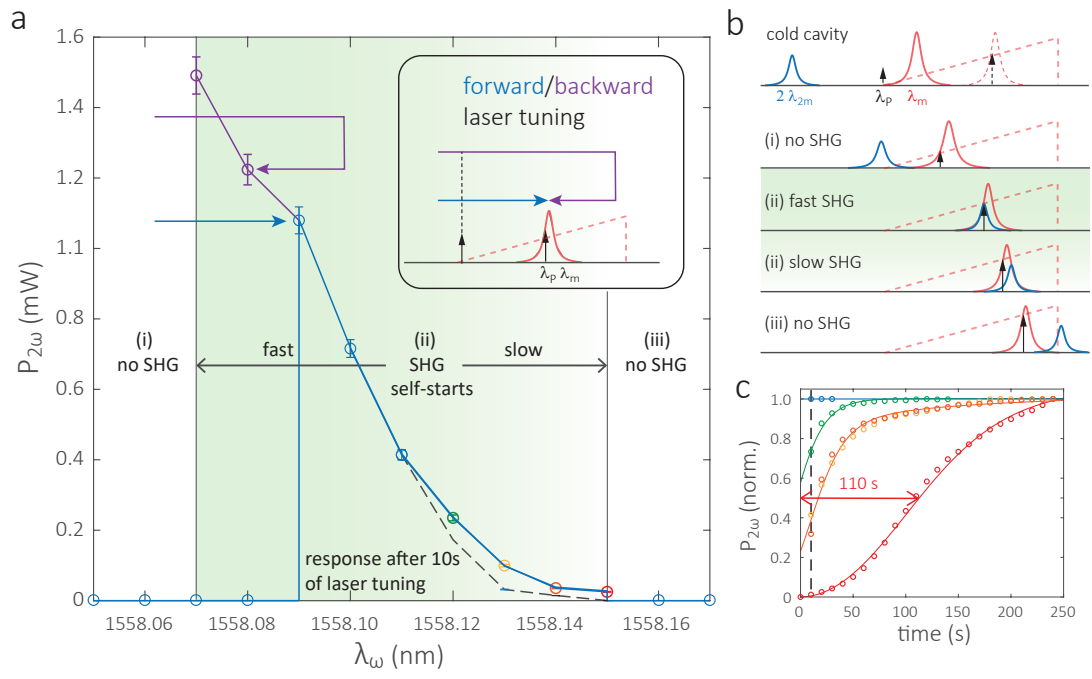 a
1.6
1.3
1.2
1.1
0.8
0.6
0.4
0.2
0
P2ω (mW)
1558.06
1558.08
1558.10
1558.12
1558.14
1558.16
λω (nm)
(i)
no SHG
fast
(ii)
SHG
self-starts
slow
(iii)
no SHG
response after 10s
of laser tuning
forward/backward
laser tuning
λP λm
b
cold cavity
2 λ2m
λP
λm
(i) no SHG
(ii) fast SHG
(ii) slow SHG
(iii) no SHG
c
1.0
0.8
0.6
0.4
0.2
0
P2ω (norm.)
110 s
0
50
100
150
200
250
time (s)